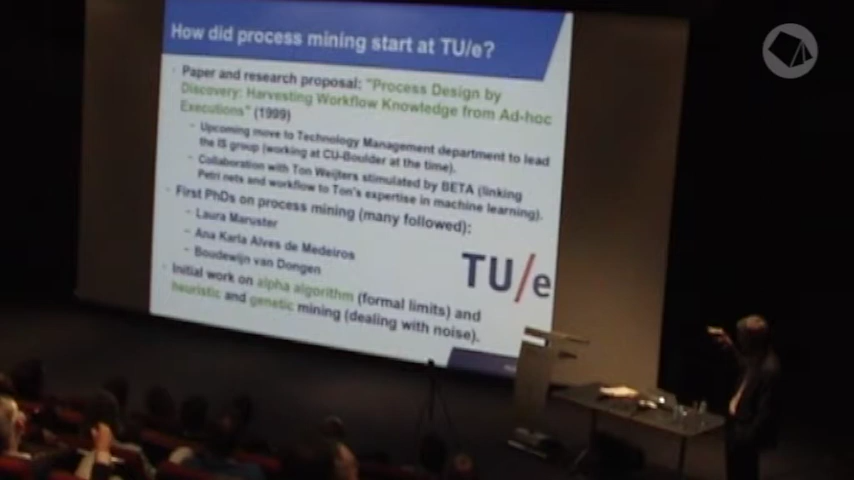 How did process mining start at TU/e?
Paper and research proposal: "Process Design by
Discovery: Harvesting Workflow Knowledge from Ad-hoc
Executions" (1999)
Upcoming move to Technology Management department to lead
the IS group (working at CU-Boulder at the time).
Collaboration with Ton Weijters stimulated by BETA (linking
Petri nets and workflow to Ton's expertise in machine learning).
First PhDs on process mining (many followed):
Laura Maruster
Ana Karla Alves de Medeiros
Boudewijn van Dongen
Initial work on alpha algorithm (formal limits) and
heuristic and genetic mining (dealing with noise).
TU/e